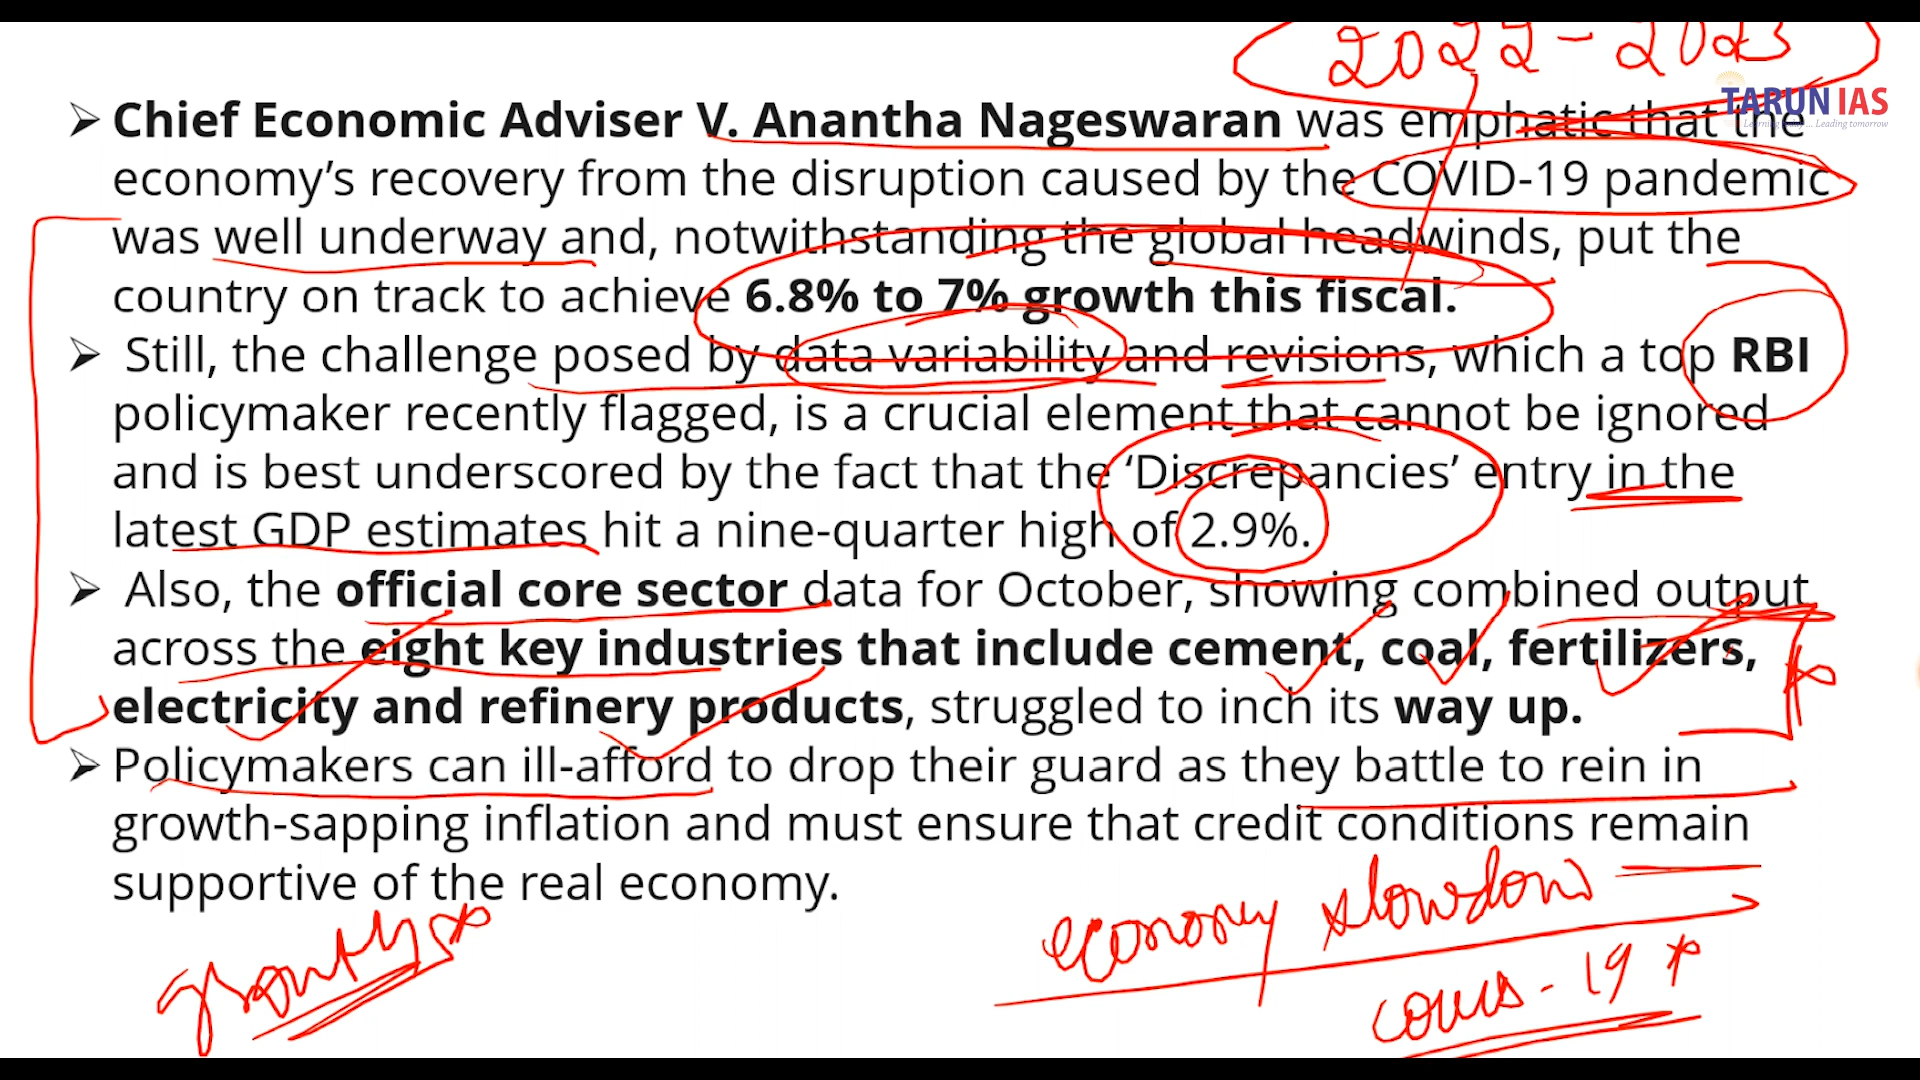 2022-2023
TARUN IAS
➢ Chief Economic Adviser V. Anantha Nageswaran was emphatic that the
economy’s recovery from the disruption caused by the COVID-19 pandemic
was well underway and, notwithstanding the global headwinds, put the
country on track to achieve 6.8% to 7% growth this fiscal.
➢ Still, the challenge posed by data variability and revisions, which a top RBI
policymaker recently flagged, is a crucial element that cannot be ignored
and is best underscored by the fact that the ‘Discrepancies’ entry in the
latest GDP estimates hit a nine-quarter high of 2.9%.
➢ Also, the official core sector data for October, showing combined output
across the eight key industries that include cement, coal, fertilizers,
electricity and refinery products, struggled to inch its way up.
➢ Policymakers can ill-afford to drop their guard as they battle to rein in
growth-sapping inflation and must ensure that credit conditions remain
supportive of the real economy.
economy slowdown
growth
-19